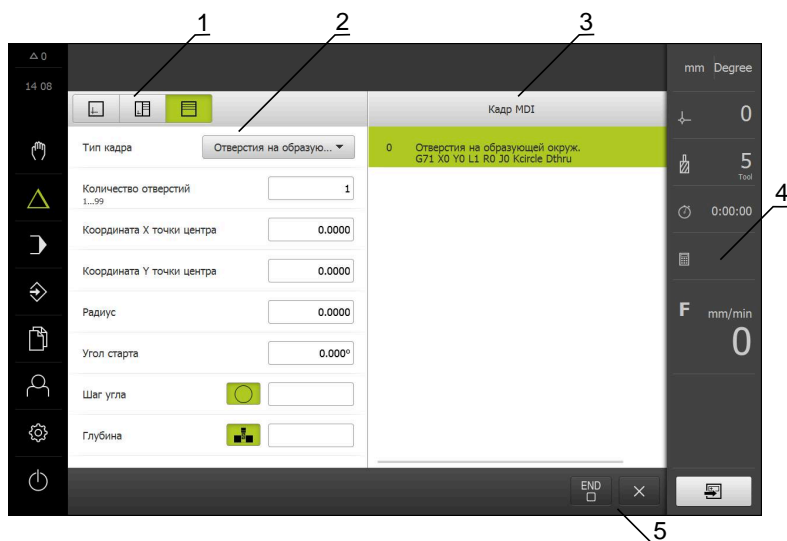 1
2
3
0
14 08
mm Degree
Кадр MDI
0
Тип кадра
Отверстия на образую...
0 Отверстия на образующей окруж.
G71 X0 Y0 L1 R0 J0 Kcircle Dthru
5
Tool
Количество отверстий
1...99
1
4
0:00:00
Координата X точки центра
0.0000
Координата Y точки центра
0.0000
Радиус
0.0000
F mm/min
0
Угол старта
0.000°
Шаг угла
Глубина
END
5